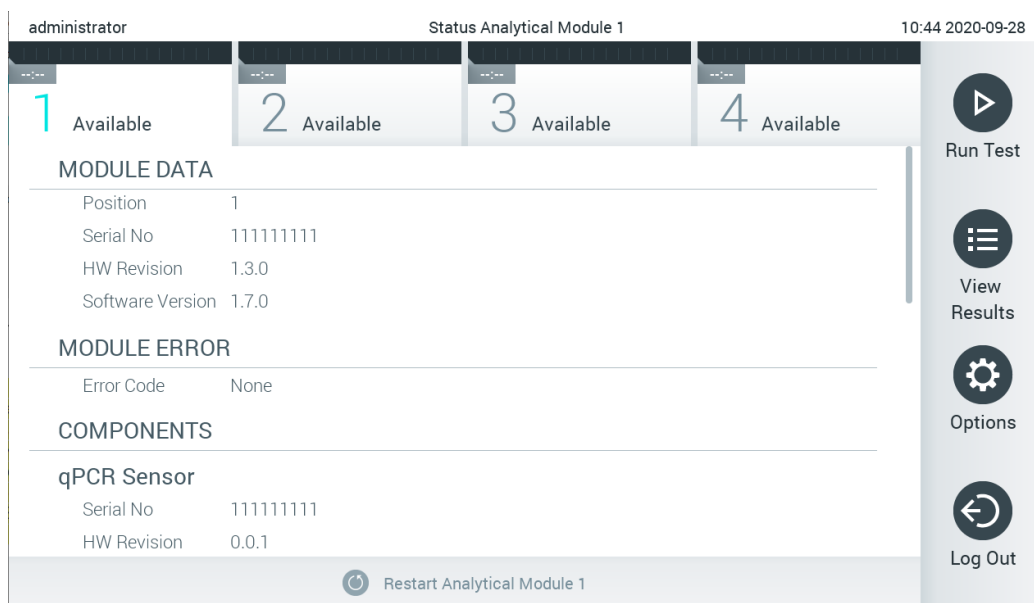 administrator Status Analytical Module 1 10:44 2020-09-28
--:-- --:-- --:-- --:--
1 Available 2 Available 3 Available 4 Available
MODULE DATA
Position 1
Serial No 111111111
HW Revision 1.3.0
Software Version 1.7.0
MODULE ERROR
Error Code None
COMPONENTS
qPCR Sensor
Serial No 111111111
HW Revision 0.0.1
Restart Analytical Module 1
Run Test
View
Results
Options
Log Out